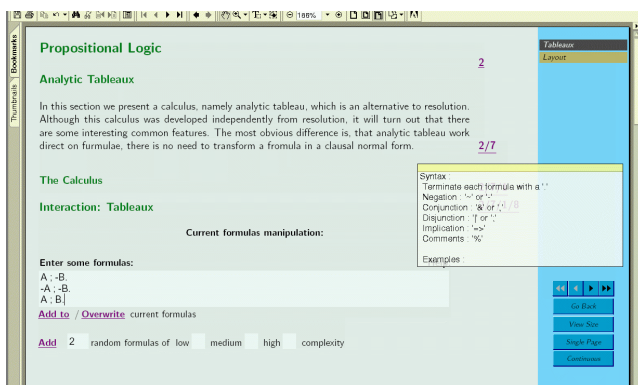 188%
Bookmarks
Thumbnails
Propositional Logic
2
Analytic Tableaux
In this section we present a calculus, namely analytic tableau, which is an alternative to resolution.
Although this calculus was developed independently from resolution, it will turn out that there
are some interesting common features. The most obvious difference is, that analytic tableau work
direct on furmulae, there is no need to transform a fromula in a clausal normal form.
2/7
The Calculus
Interaction: Tableaux
Current formulas manipulation:
Enter some formulas:
A ; -B.
-A ; -B.
A ; B.
Add to / Overwrite current formulas
Add 2 random formulas of low medium high complexity
Syntax :
Terminate each formula with a '.'
Negation : '~' or '-'
Conjunction : '&' or ','
Disjunction : '|' or ';'
Implication : '=>'
Comments : '%'
Examples :
Tableaux
Layout
Go Back
View Size
Single Page
Continuous